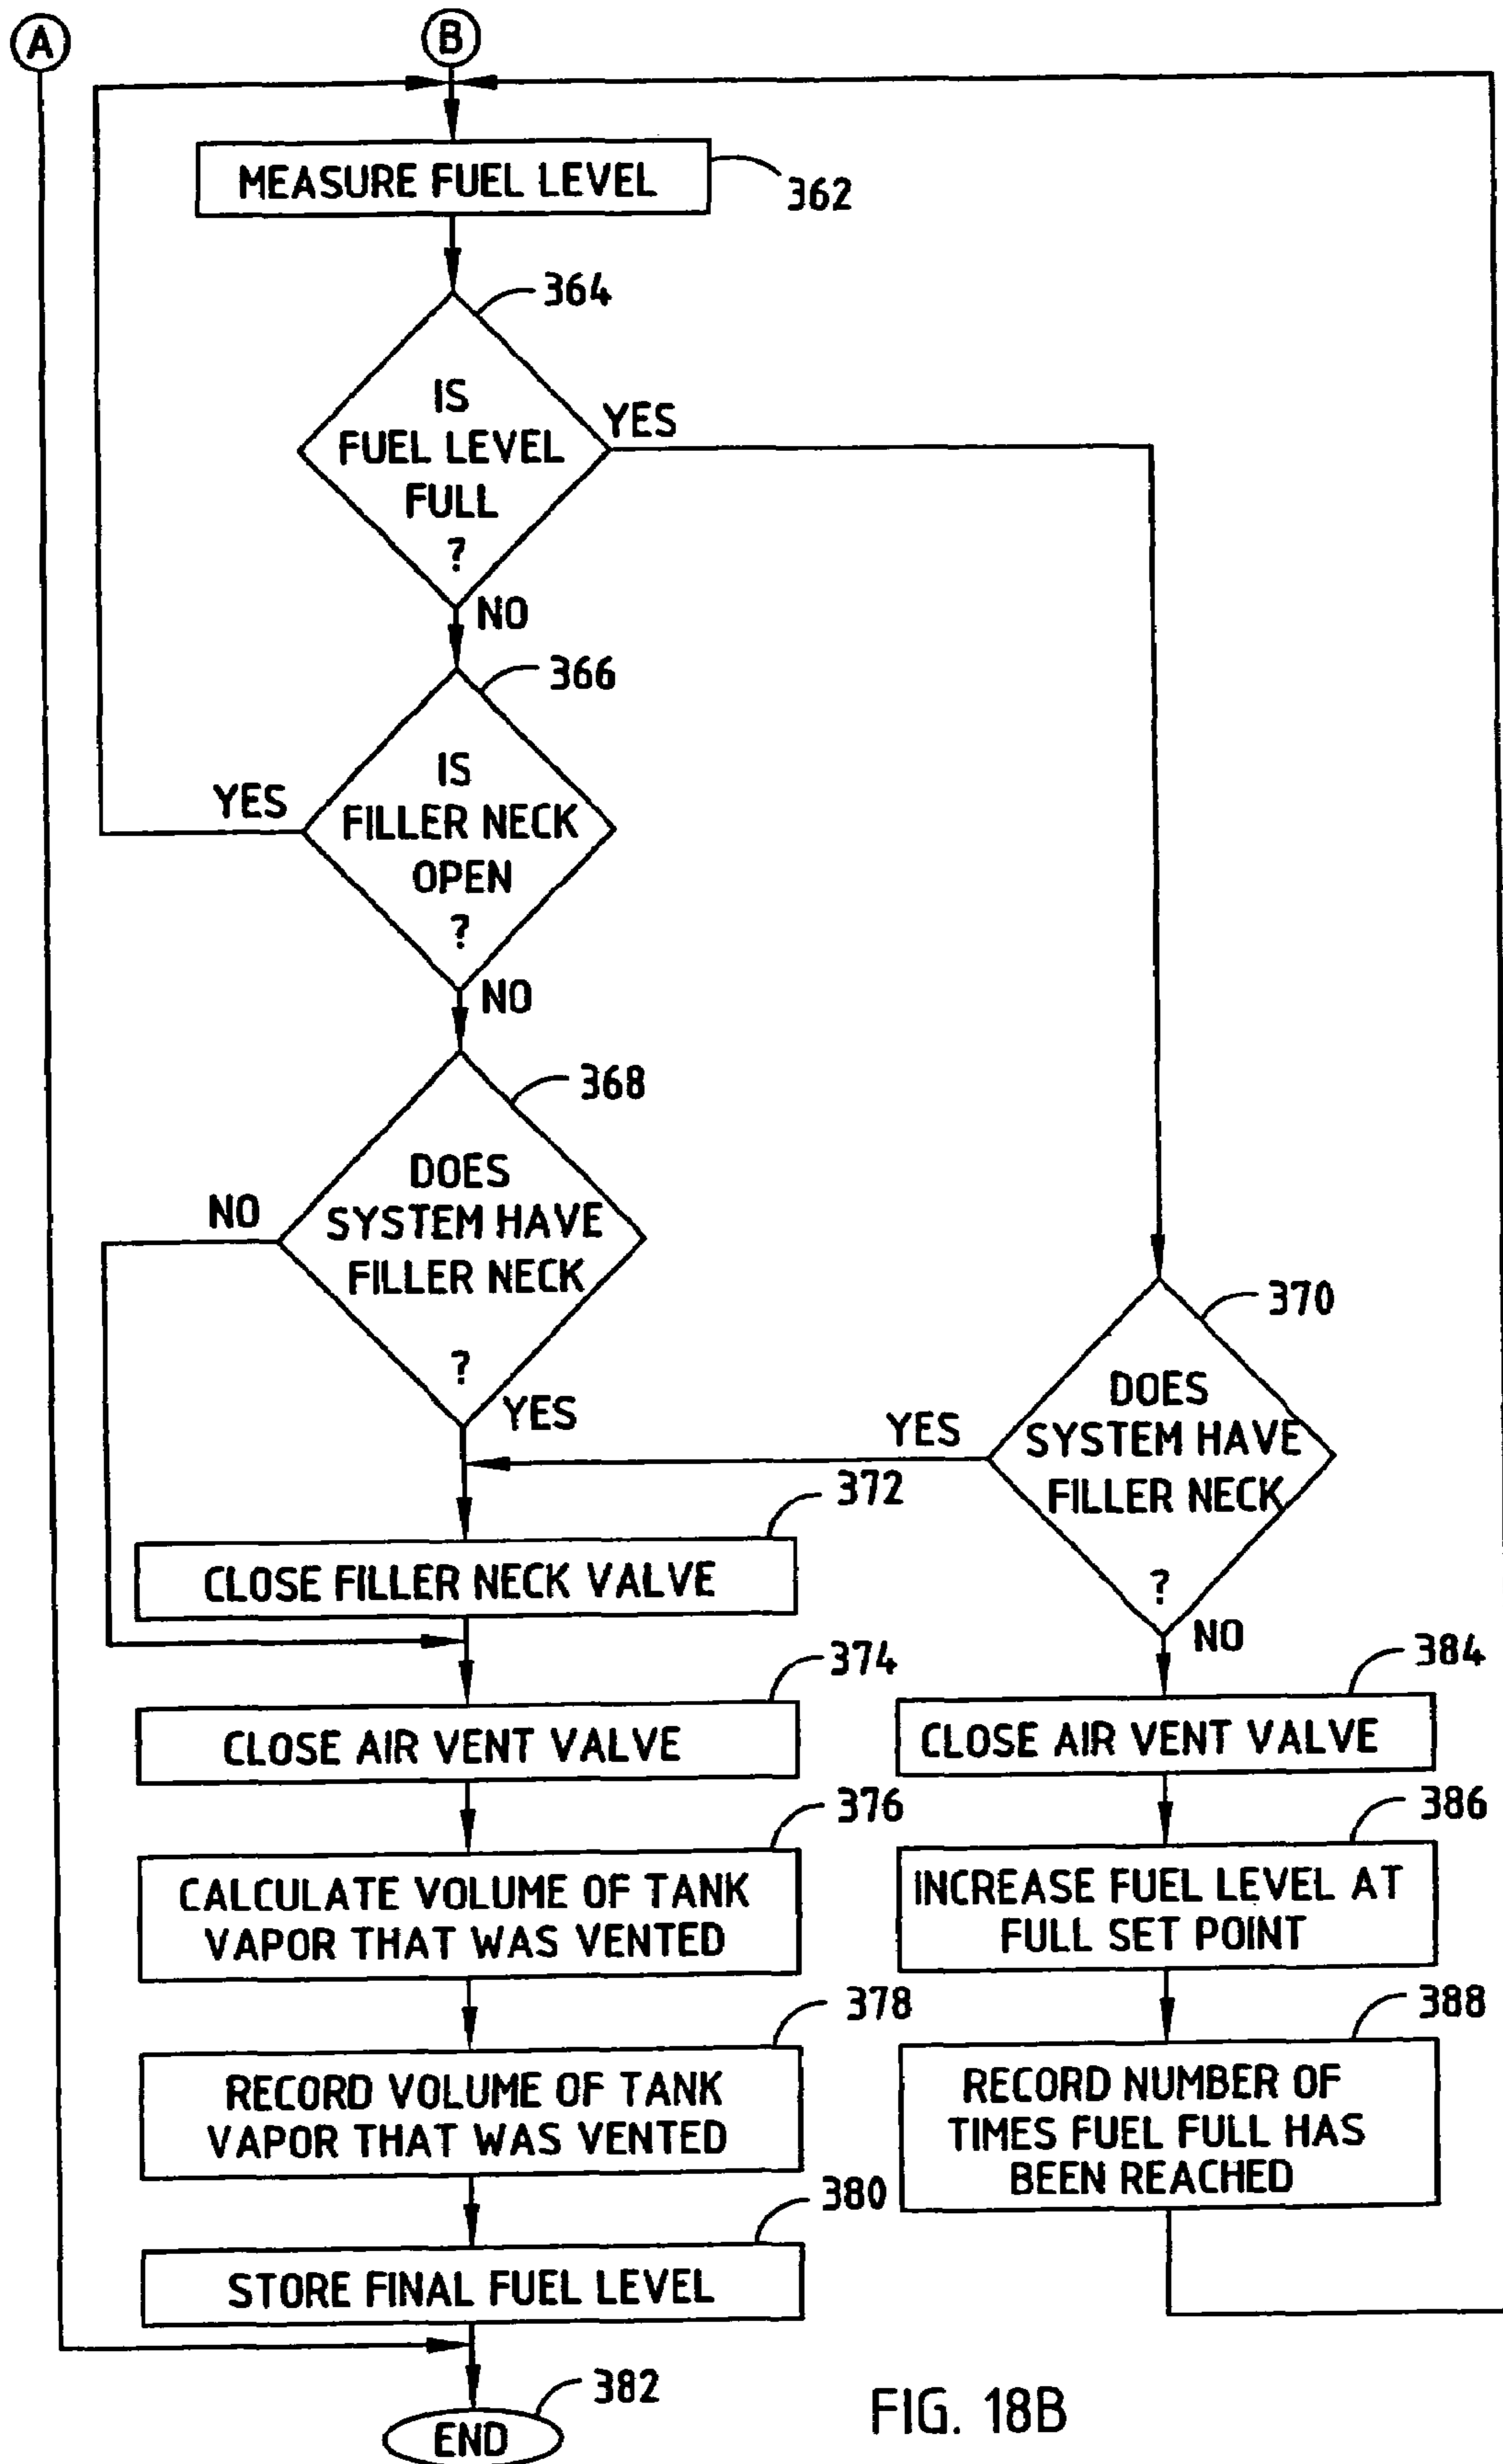 A
B
MEASURE FUEL LEVEL
362
364
IS
FUEL LEVEL
FULL
?
YES
NO
366
IS
FILLER NECK
OPEN
?
YES
NO
368
DOES
SYSTEM HAVE
FILLER NECK
?
NO
YES
370
DOES
SYSTEM HAVE
FILLER NECK
?
YES
NO
372
CLOSE FILLER NECK VALVE
374
CLOSE AIR VENT VALVE
376
CALCULATE VOLUME OF TANK
VAPOR THAT WAS VENTED
378
RECORD VOLUME OF TANK
VAPOR THAT WAS VENTED
380
STORE FINAL FUEL LEVEL
382
END
384
CLOSE AIR VENT VALVE
386
INCREASE FUEL LEVEL AT
FULL SET POINT
388
RECORD NUMBER OF
TIMES FUEL FULL HAS
BEEN REACHED
FIG. 18B